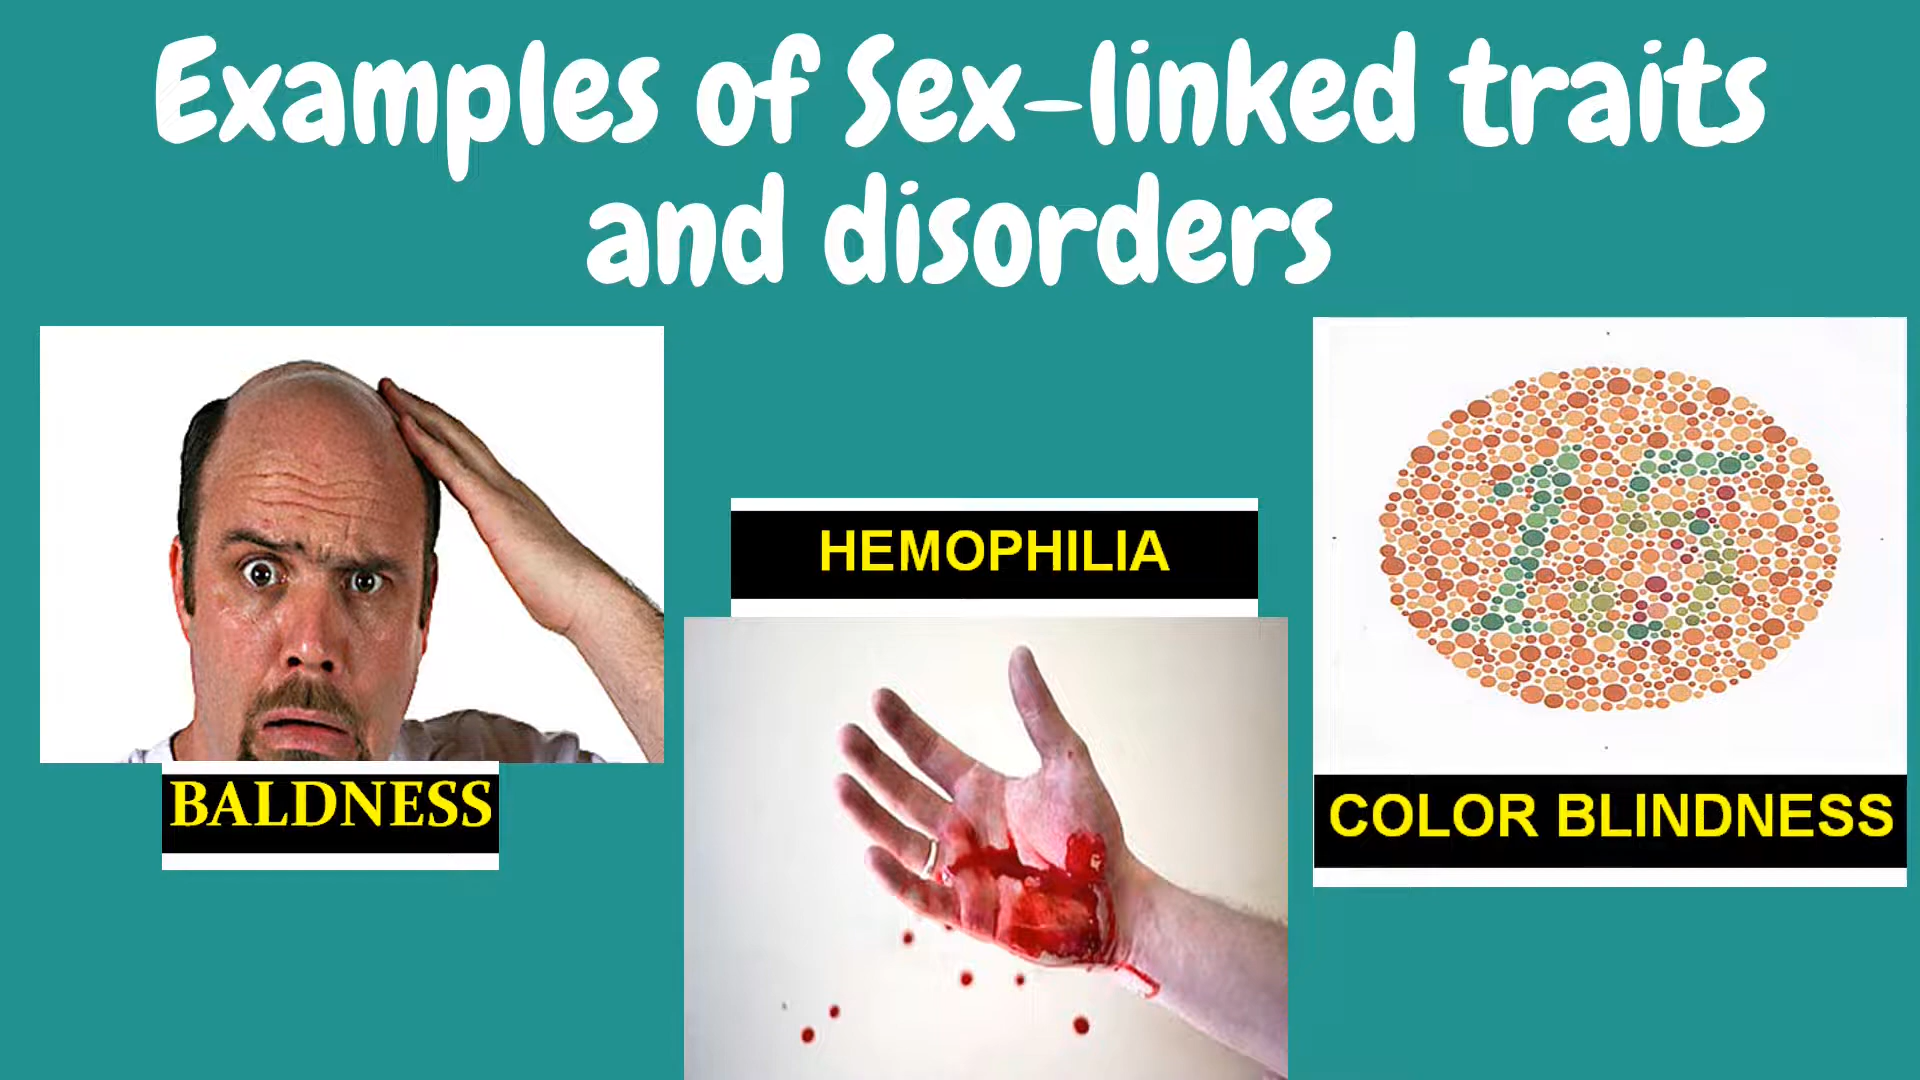 Examples of Sex-linked traits
and disorders
HEMOPHILIA
BALDNESS
COLOR BLINDNESS